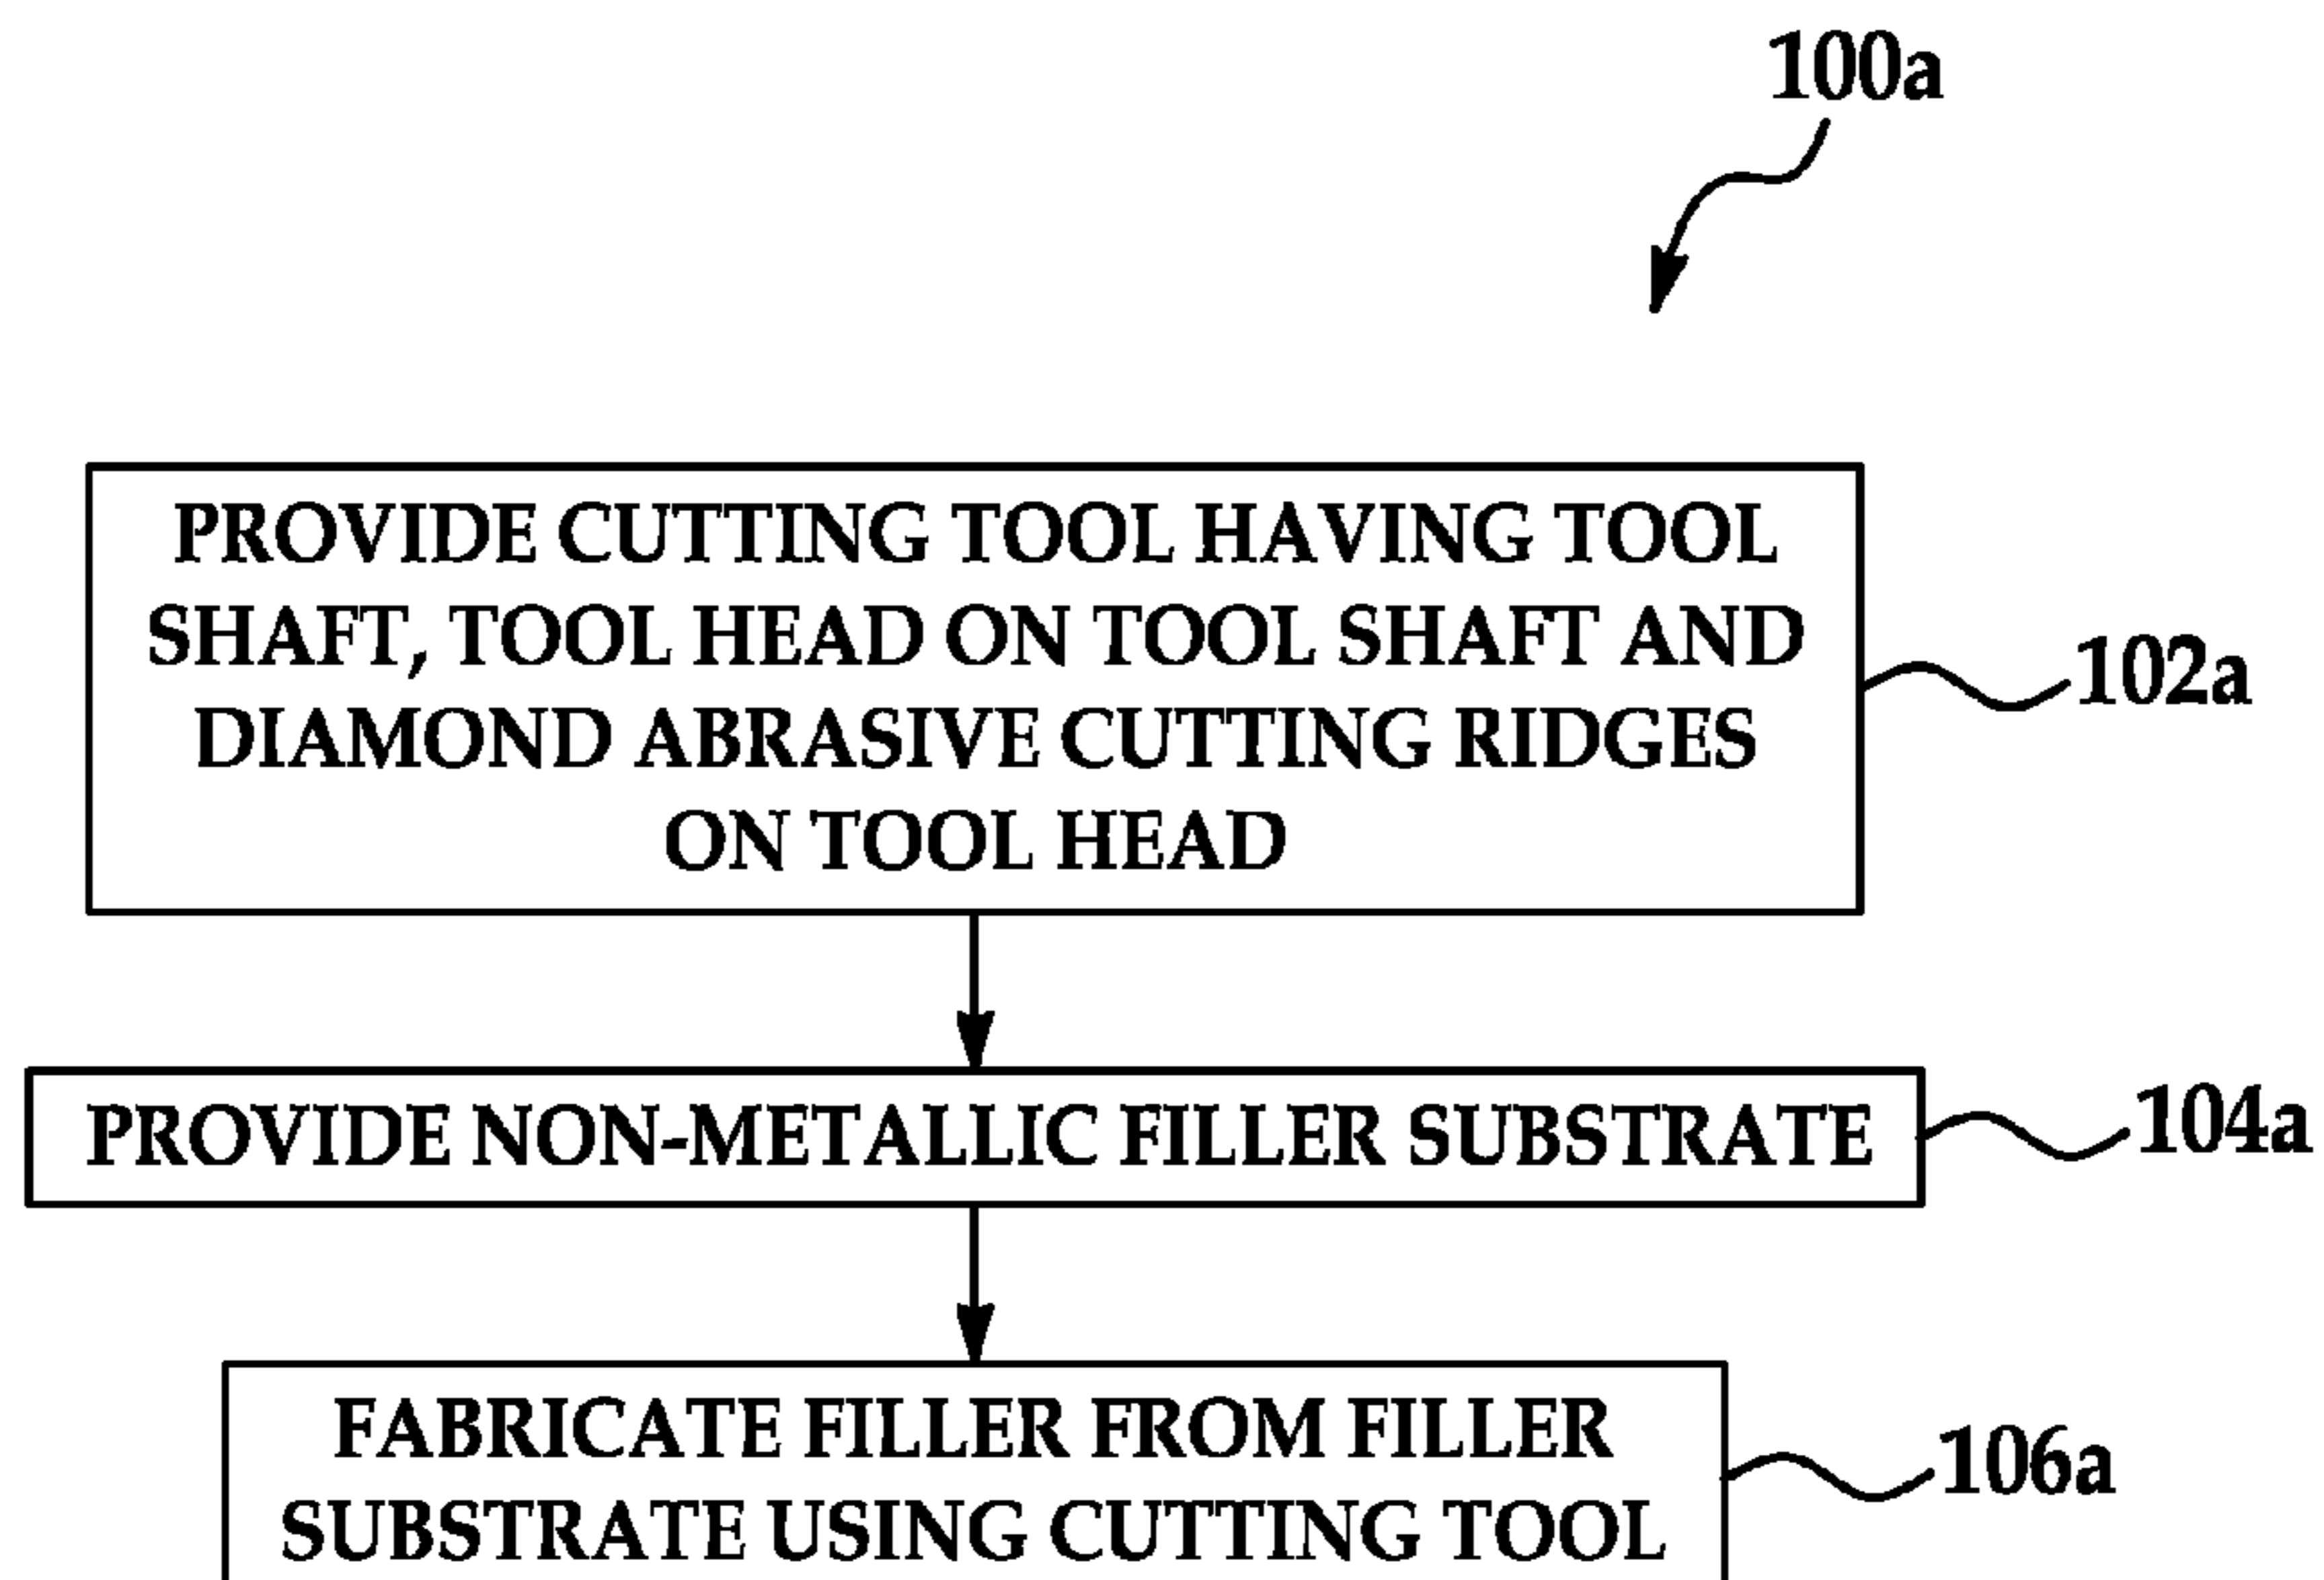 100a
PROVIDE CUTTING TOOL HAVING TOOL
SHAFT, TOOL HEAD ON TOOL SHAFT AND
DIAMOND ABRASIVE CUTTING RIDGES
ON TOOL HEAD
102a
PROVIDE NON-METALLIC FILLER SUBSTRATE
104a
FABRICATE FILLER FROM FILLER
SUBSTRATE USING CUTTING TOOL
106a